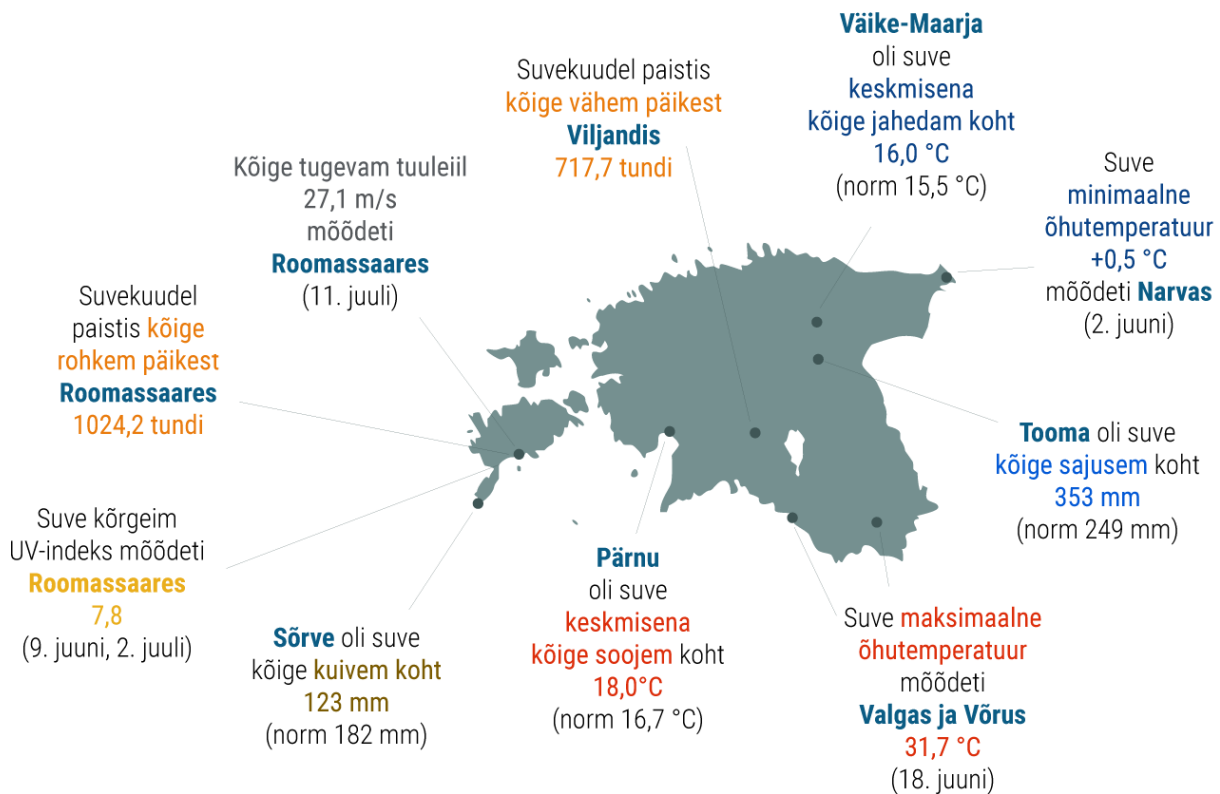 Väike-Maarja
oli suve
keskmisena
kõige jahedam koht
16,0 °C
(norm 15,5 °C)
Suvekuudel paistis
kõige vähem päikest
Viljandis
717,7 tundi
Kõige tugevam tuuleiil
27,1 m/s
mõõdeti
Roomassaares
(11. juuli)
Suve
minimaalne
õhutemperatuur
+0,5 °C
mõõdeti Narvas
(2. juuni)
Suvekuudel
paistis kõige
rohkem päikest
Roomassaares
1024,2 tundi
Tooma oli suve
kõige sajusem koht
353 mm
(norm 249 mm)
Suve kõrgeim
UV-indeks mõõdeti
Roomassaares
7,8
(9. juuni, 2. juuli)
Sõrve oli suve
kõige kuivem koht
123 mm
(norm 182 mm)
Pärnu
oli suve
keskmisena
kõige soojem koht
18,0°C
(norm 16,7 °C)
Suve maksimaalne
õhutemperatuur
mõõdeti
Valgas ja Võrus
31,7 °C
(18. juuni)